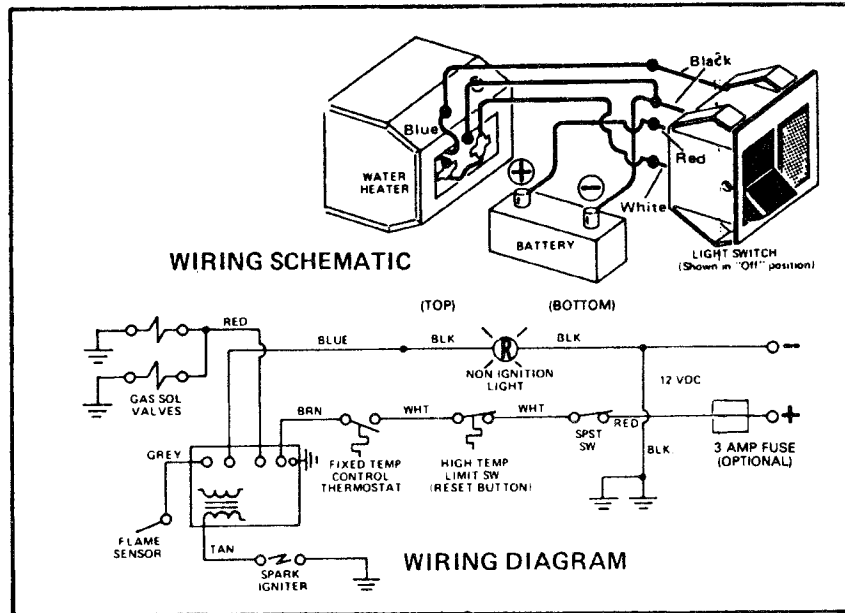 Black
Blue
WATER
HEATER
+
−
Red
White
BATTERY
LIGHT SWITCH
(Shown in "Off" position)
WIRING SCHEMATIC
(TOP)
(BOTTOM)
RED
BLUE
BLK
R
BLK
−
NON IGNITION
LIGHT
12 VDC
GAS SOL
VALVES
BRN
WHT
WHT
SPST
SW
RED
+
3 AMP FUSE
(OPTIONAL)
GREY
FIXED TEMP
CONTROL
THERMOSTAT
HIGH TEMP
LIMIT SW
(RESET BUTTON)
BLK.
FLAME
SENSOR
TAN
SPARK
IGNITER
WIRING DIAGRAM